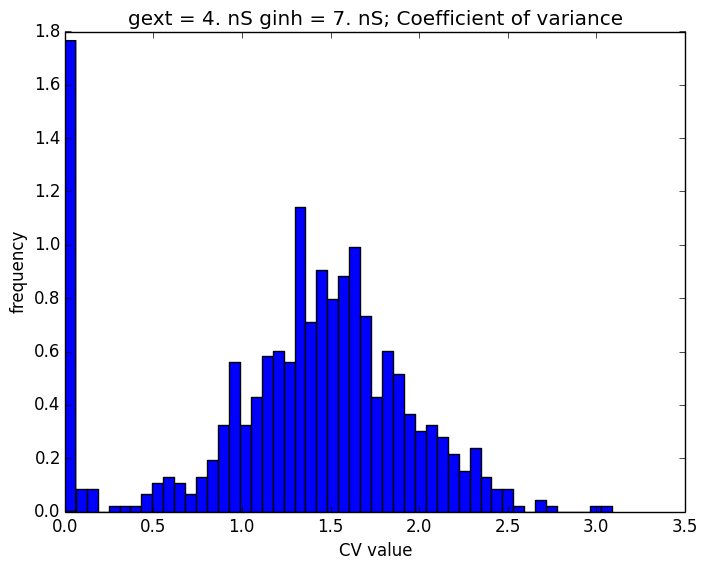 gext = 4. nS ginh = 7. nS; Coefficient of variance
1.8
1.6
1.4
1.2
1.0
0.8
0.6
0.4
0.2
0.0
frequency
0.0 0.5 1.0 1.5 2.0 2.5 3.0 3.5
CV value